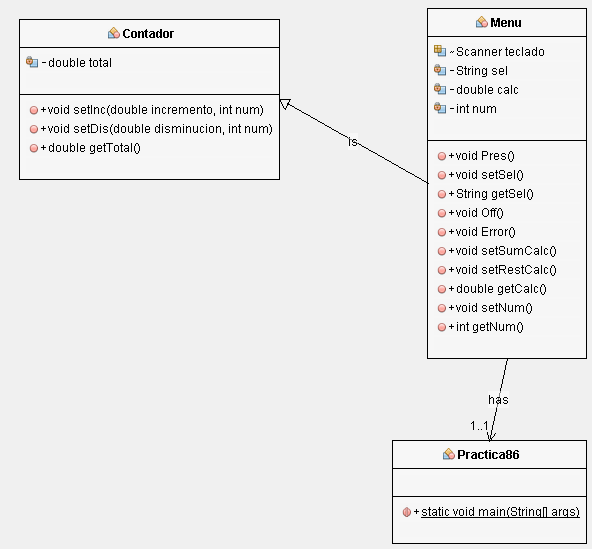 Contador
- double total
+void setInc(double incremento, int num)
+void setDis(double disminucion, int num)
+ double getTotal()
is
Menu
~Scanner teclado
- String sel
- double calc
- int num
+void Pres()
+void setSel()
+ String getSel()
+void Off()
+void Error()
+void setSumCalc()
+void setRestCalc()
+ double getCalc()
+void setNum()
+ int getNum()
has
1..1
Practica86
+ static void main(String[] args)